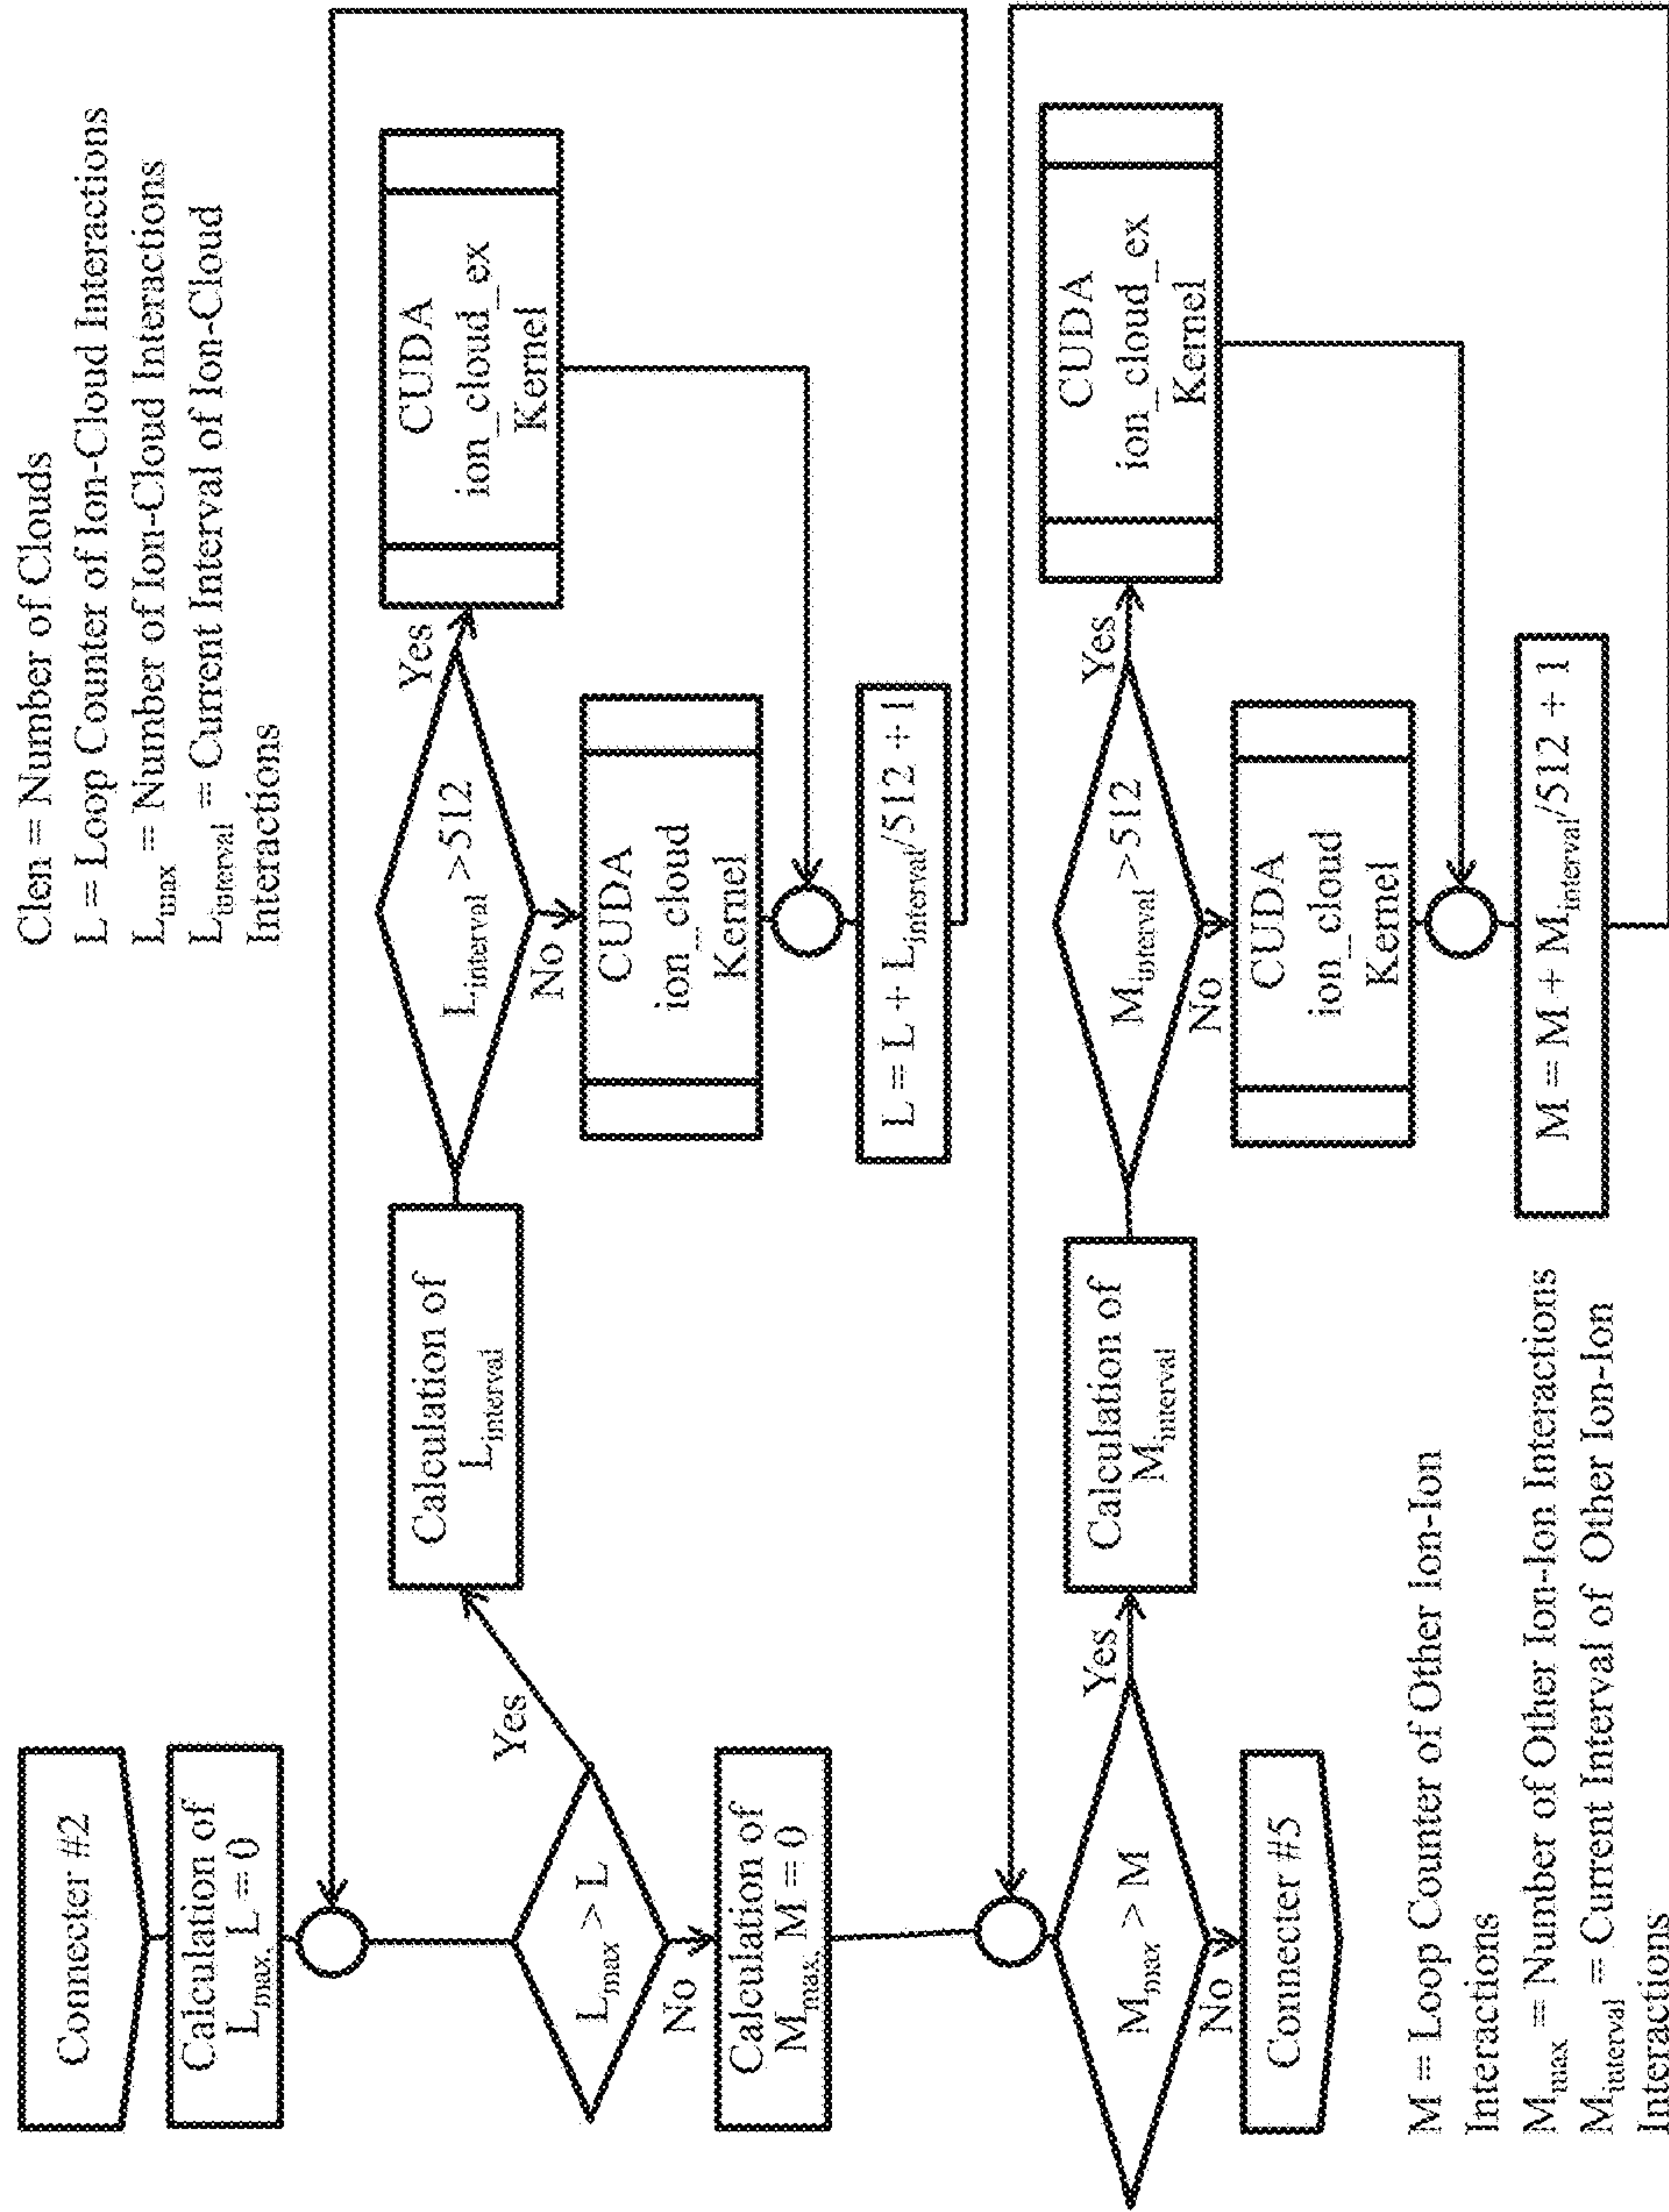 Clen = Number of Clouds
L = Loop Counter of Ion-Cloud Interactions
Lmax = Number of Ion-Cloud Interactions
Linterval = Current Interval of Ion-Cloud
Interactions
Connecter #2
Calculation of
Lmax, L = 0
Lmax > L
Yes
No
Calculation of
Linterval
Linterval >512
Yes
No
CUDA
ion_cloud_ex
Kernel
CUDA
ion_cloud
Kernel
L = L + Linterval/512 + 1
Calculation of
Mmax, M = 0
Mmax > M
Yes
No
Calculation of
Minterval
Minterval >512
Yes
No
CUDA
ion_cloud_ex
Kernel
CUDA
ion_cloud
Kernel
M = M + Minterval/512 + 1
Connecter #5
M = Loop Counter of Other Ion-Ion
Interactions
Mmax = Number of Other Ion-Ion Interactions
Minterval = Current Interval of Other Ion-Ion
Interactions